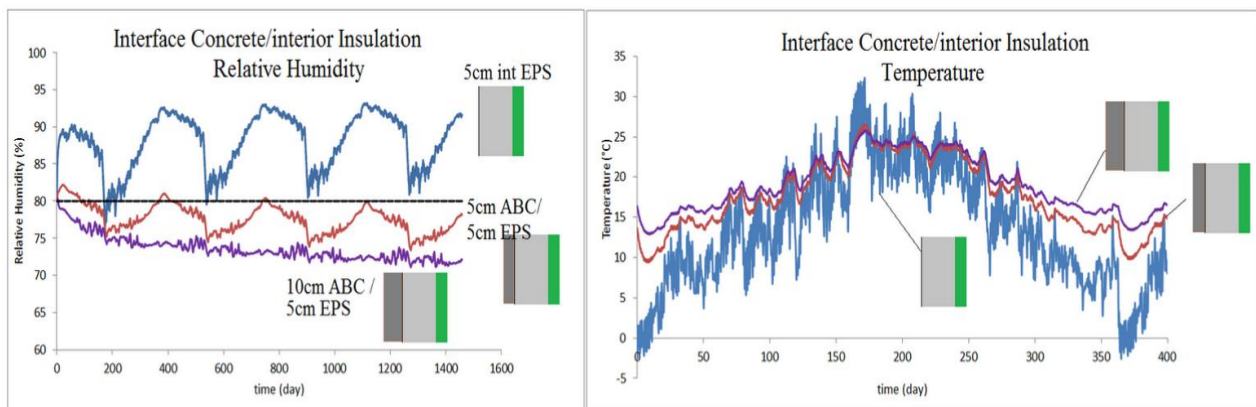 Interface Concrete/interior Insulation
Relative Humidity
5cm int EPS
100
95
90
85
80
75
70
65
60
Relative Humidity (%)
5cm ABC/
5cm EPS
10cm ABC /
5cm EPS
0
200
400
600
800
1000
1200
1400
1600
time (day)
Interface Concrete/interior Insulation
Temperature
35
30
25
20
15
10
5
0
-5
Temperature (°C)
0
50
100
150
200
250
300
350
400
time (day)